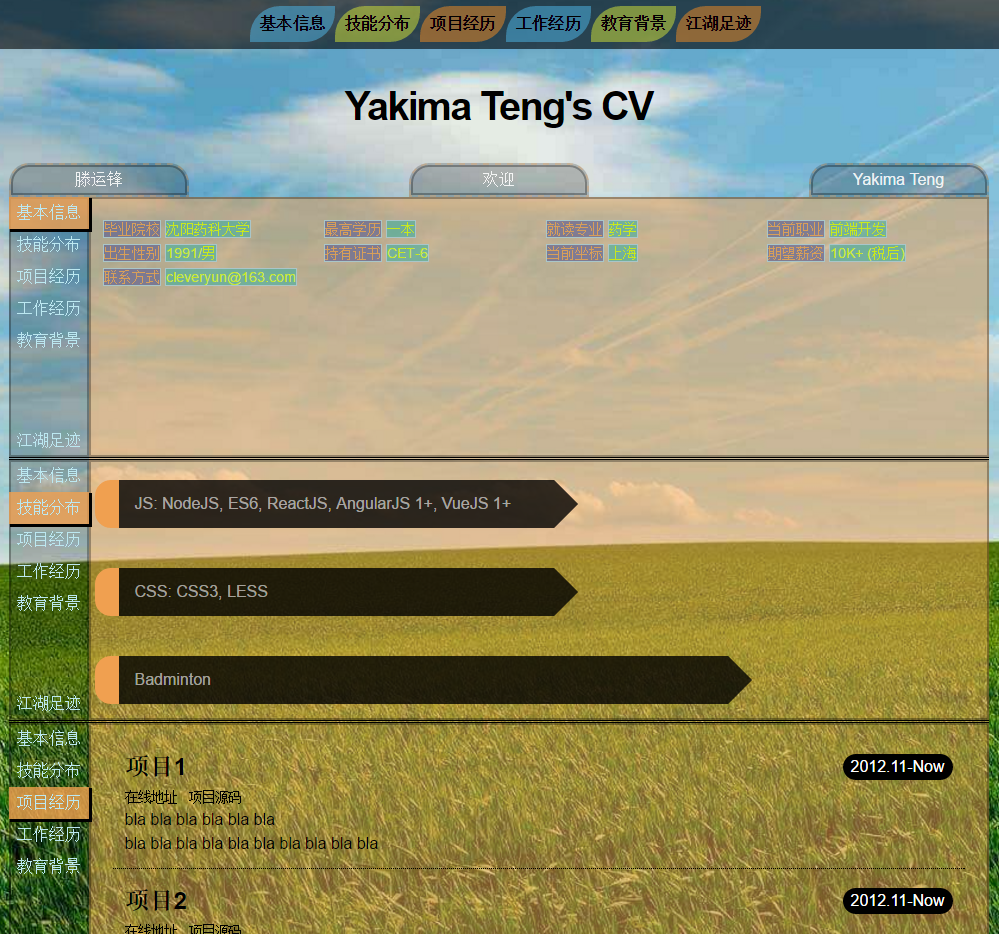 基本信息 技能分布 项目经历 工作经历 教育背景 江湖足迹
Yakima Teng's CV
滕运锋 欢迎 Yakima Teng
基本信息
技能分布
项目经历
工作经历
教育背景
江湖足迹
毕业院校 沈阳药科大学 最高学历 一本 就读专业 药学 当前职业 前端开发
出生性别 1991/男 持有证书 CET-6 当前坐标 上海 期望薪资 10K+ (税后)
联系方式 cleveryun@163.com
基本信息
技能分布
项目经历
工作经历
教育背景
江湖足迹
JS: NodeJS, ES6, ReactJS, AngularJS 1+, VueJS 1+
CSS: CSS3, LESS
Badminton
基本信息
技能分布
项目经历
工作经历
教育背景
项目1 2012.11-Now
在线地址 项目源码
bla bla bla bla bla bla
bla bla bla bla bla bla bla bla bla bla
项目2 2012.11-Now
在线地址 项目源码